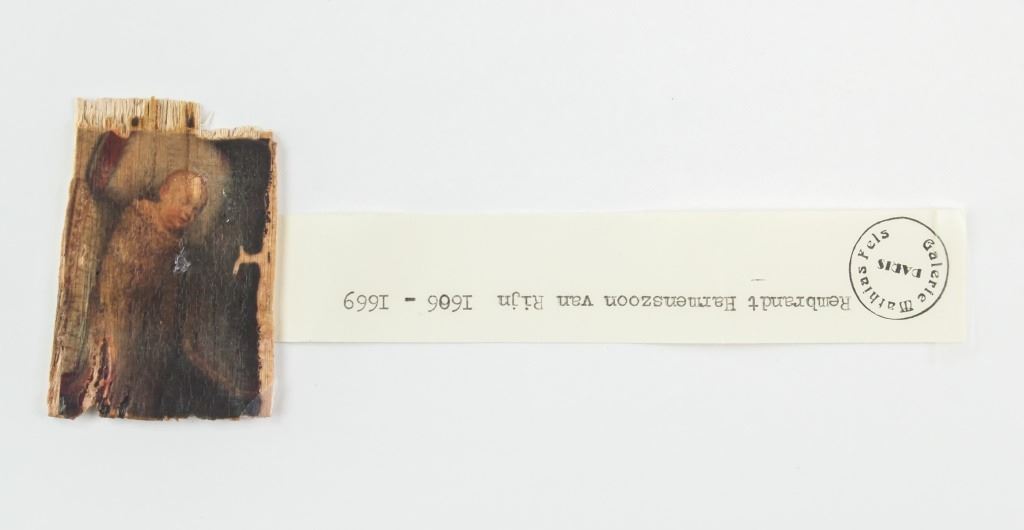 Rembrandt Harmenszoon van Rijn 1606 - 1669
Galerie Mathias Fels
PARIS